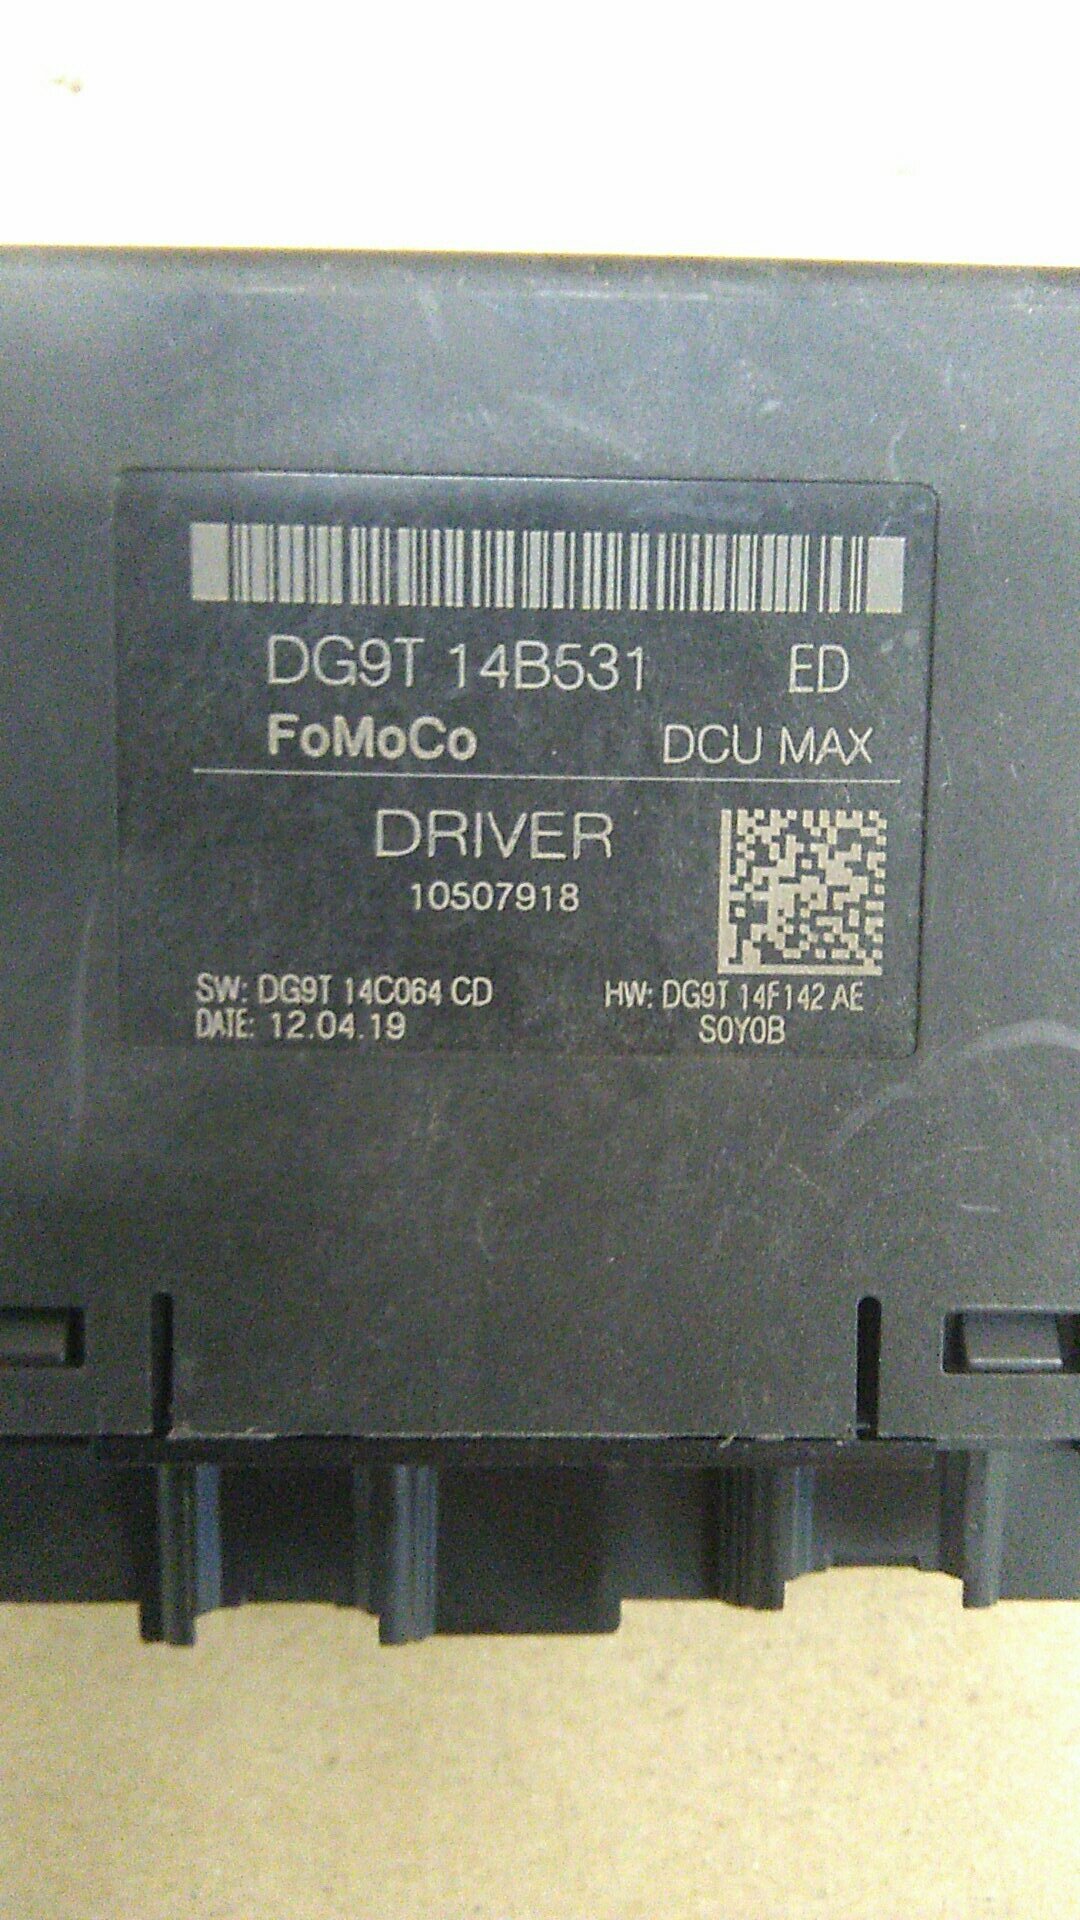 DG9T 14B531 ED
FoMoCo DCU MAX
DRIVER
10507918
SW: DG9T 14C064 CD HW: DG9T 14F142 AE
DATE: 12.04.19 S0Y0B